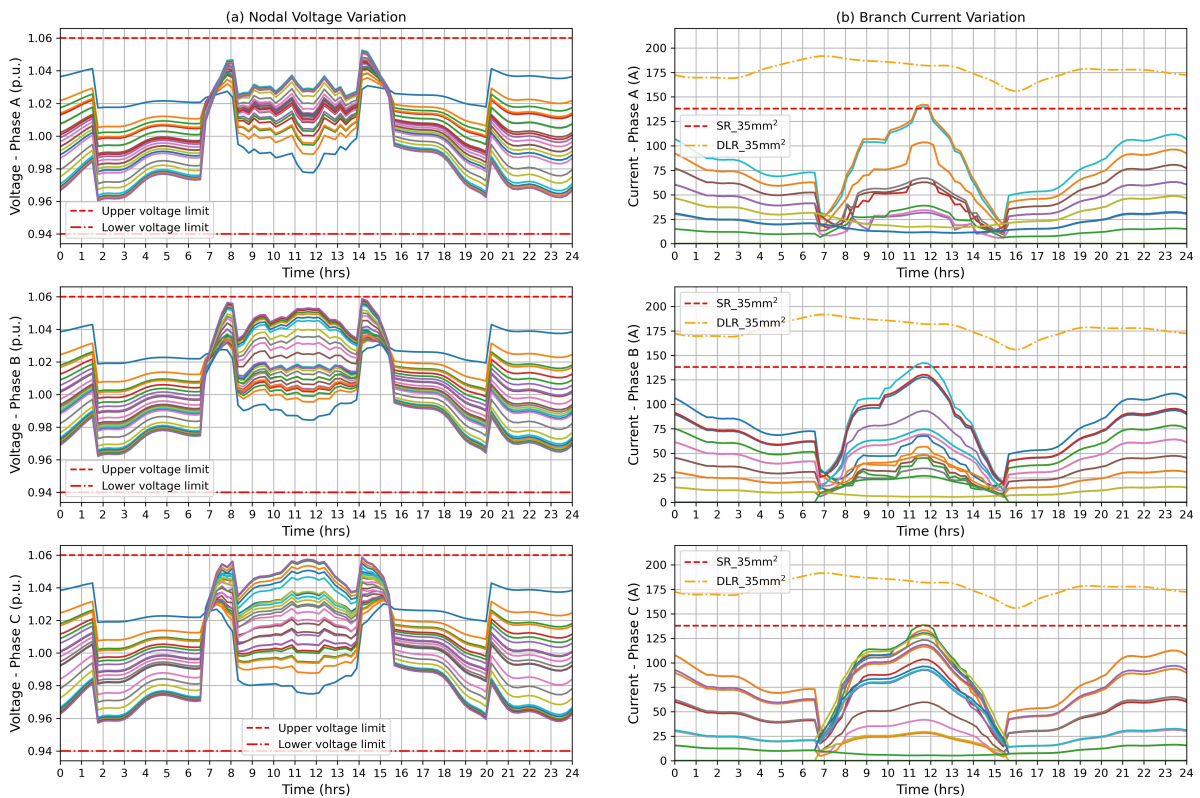 (a) Nodal Voltage Variation
(b) Branch Current Variation
Voltage - Phase A (p.u.)
1.06
1.04
1.02
1.00
0.98
0.96
0.94
Upper voltage limit
Lower voltage limit
0 1 2 3 4 5 6 7 8 9 10 11 12 13 14 15 16 17 18 19 20 21 22 23 24
Time (hrs)
Current - Phase A (A)
200
175
150
125
100
75
50
25
0
SR_35mm²
DLR_35mm²
0 1 2 3 4 5 6 7 8 9 10 11 12 13 14 15 16 17 18 19 20 21 22 23 24
Time (hrs)
Voltage - Phase B (p.u.)
1.06
1.04
1.02
1.00
0.98
0.96
0.94
Upper voltage limit
Lower voltage limit
0 1 2 3 4 5 6 7 8 9 10 11 12 13 14 15 16 17 18 19 20 21 22 23 24
Time (hrs)
Current - Phase B (A)
200
175
150
125
100
75
50
25
0
SR_35mm²
DLR_35mm²
0 1 2 3 4 5 6 7 8 9 10 11 12 13 14 15 16 17 18 19 20 21 22 23 24
Time (hrs)
Voltage - Phase C (p.u.)
1.06
1.04
1.02
1.00
0.98
0.96
0.94
Upper voltage limit
Lower voltage limit
0 1 2 3 4 5 6 7 8 9 10 11 12 13 14 15 16 17 18 19 20 21 22 23 24
Time (hrs)
Current - Phase C (A)
200
175
150
125
100
75
50
25
0
SR_35mm²
DLR_35mm²
0 1 2 3 4 5 6 7 8 9 10 11 12 13 14 15 16 17 18 19 20 21 22 23 24
Time (hrs)